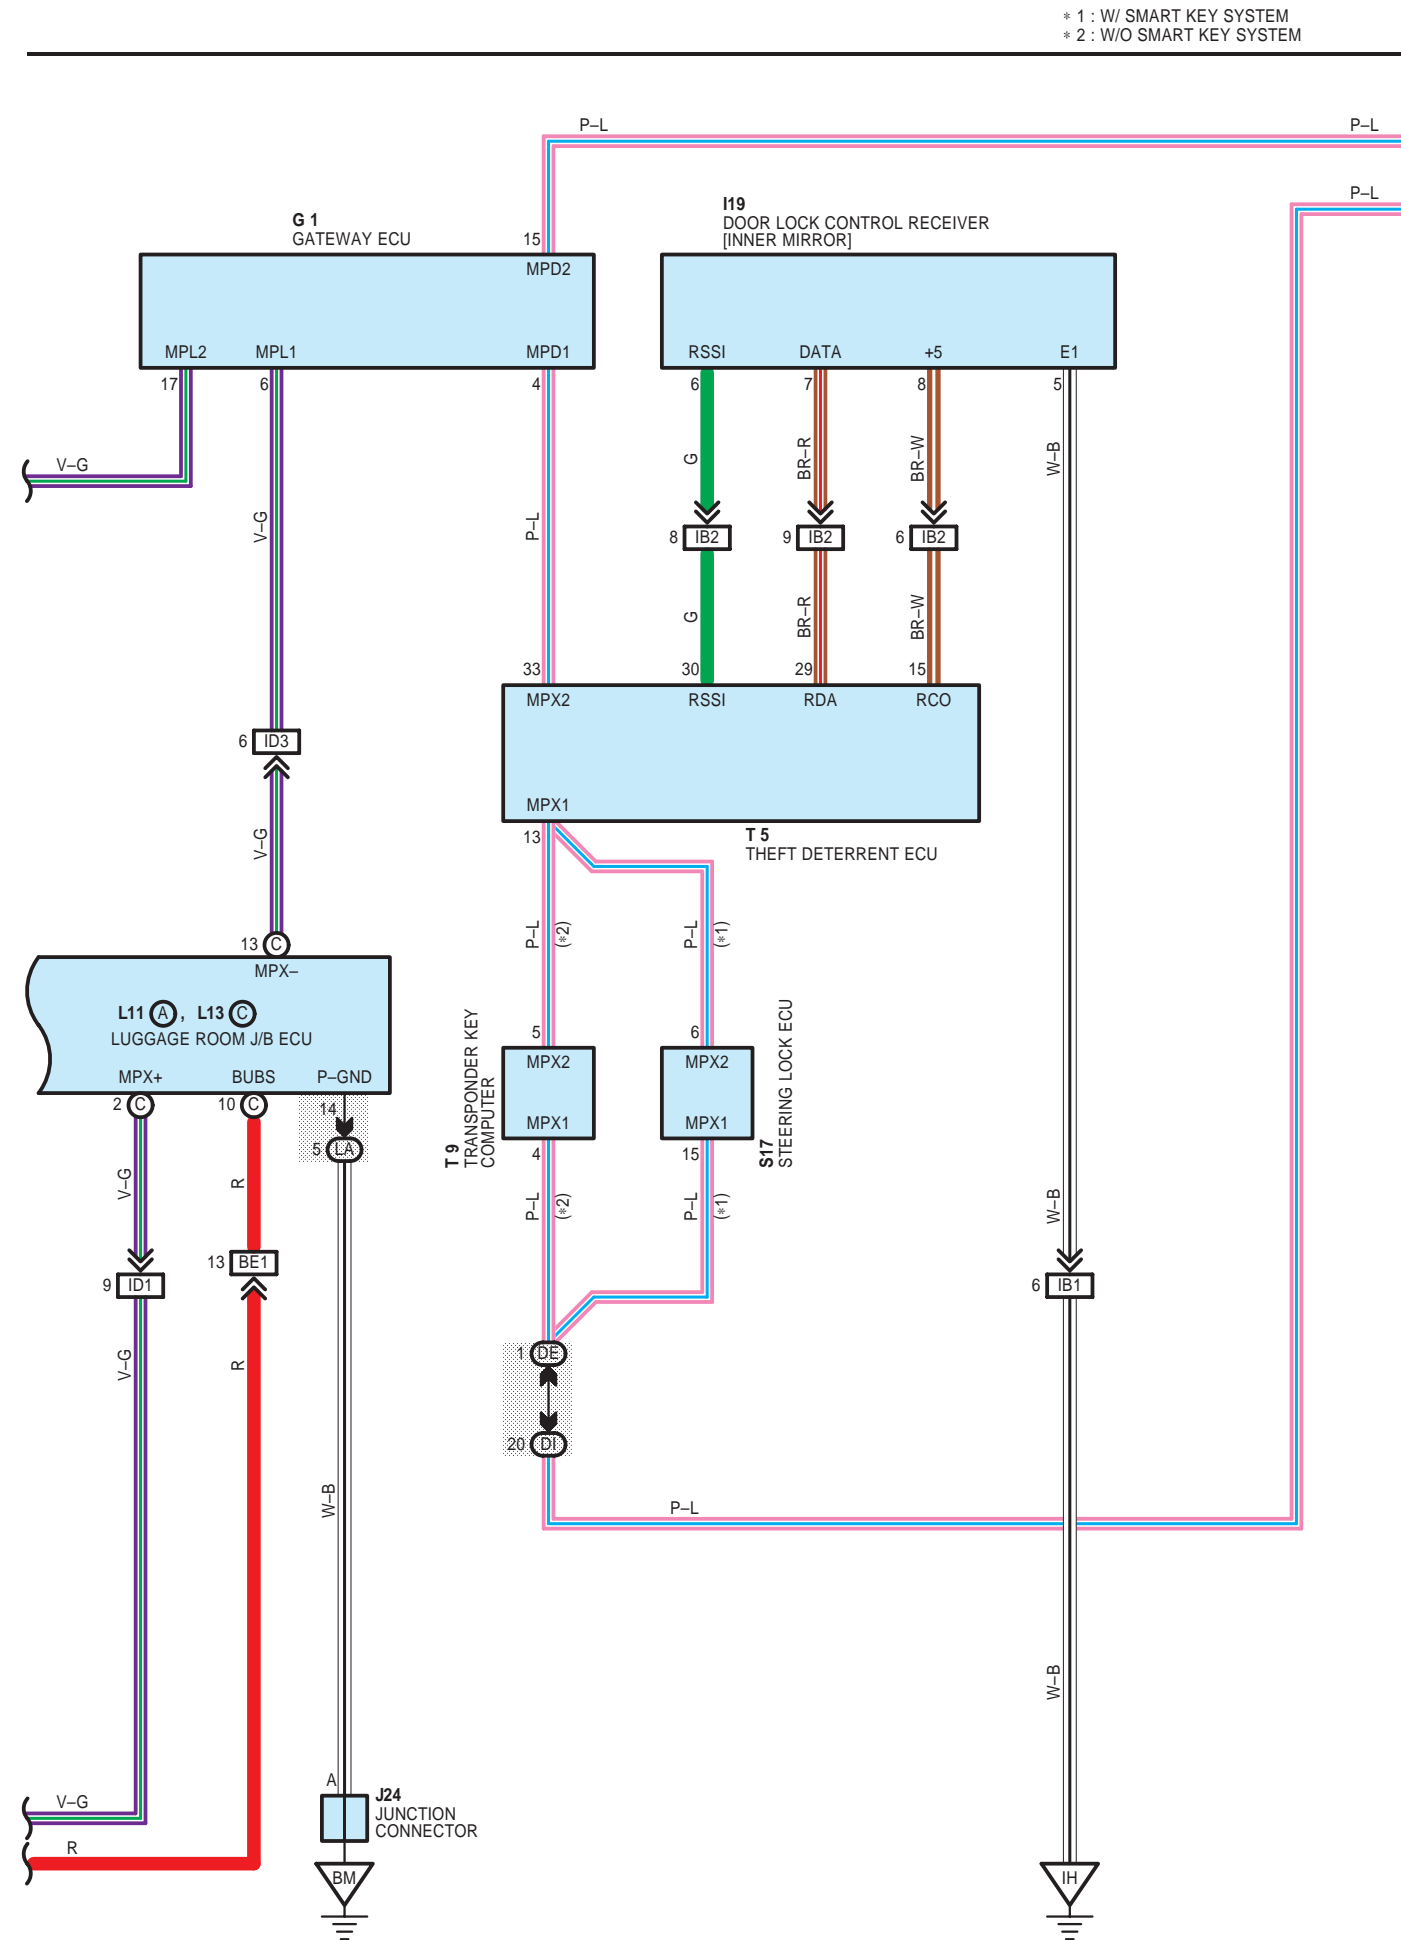 ∗ 1 : W/ SMART KEY SYSTEM
∗ 2 : W/O SMART KEY SYSTEM
P–L
P–L
P–L
G 1
GATEWAY ECU
15
MPD2
I19
DOOR LOCK CONTROL RECEIVER
[INNER MIRROR]
MPL2
MPL1
MPD1
RSSI
DATA
+5
E1
17
6
4
6
7
8
5
V–G
V–G
P–L
G
BR–R
BR–W
W–B
8
IB2
9
IB2
6
IB2
G
BR–R
BR–W
33
30
29
15
MPX2
RSSI
RDA
RCO
6
ID3
MPX1
13
T 5
THEFT DETERRENT ECU
V–G
P–L
(∗2)
P–L
(∗1)
13
C
MPX–
L11
A
,
L13
C
LUGGAGE ROOM J/B ECU
MPX+
BUBS
P–GND
2
C
10
C
14
5
LA
5
MPX2
MPX1
4
T 9
TRANSPONDER KEY
COMPUTER
6
MPX2
MPX1
15
S17
STEERING LOCK ECU
V–G
R
P–L
(∗2)
P–L
(∗1)
W–B
13
BE1
9
ID1
6
IB1
V–G
R
1
DE
20
DI
W–B
P–L
W–B
A
J24
JUNCTION
CONNECTOR
V–G
R
BM
IH